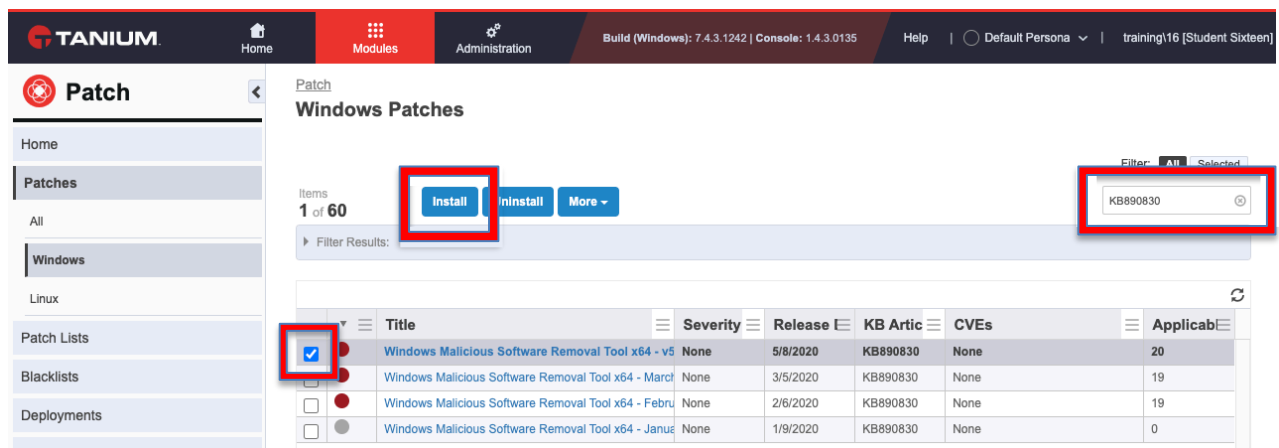 TANIUM
Home
Modules
Administration
Build (Windows): 7.4.3.1242 | Console: 1.4.3.0135
Help | Default Persona | training\16 [Student Sixteen]
Patch
Patch
Windows Patches
Home
Patches
All
Windows
Linux
Patch Lists
Blacklists
Deployments
Filter: All Selected
Items
1 of 60
Install Uninstall More
KB890830
Filter Results:
Title Severity Release KB Artic CVEs Applicabl
Windows Malicious Software Removal Tool x64 - v5 None 5/8/2020 KB890830 None 20
Windows Malicious Software Removal Tool x64 - March None 3/5/2020 KB890830 None 19
Windows Malicious Software Removal Tool x64 - Febru None 2/6/2020 KB890830 None 19
Windows Malicious Software Removal Tool x64 - Janua None 1/9/2020 KB890830 None 0